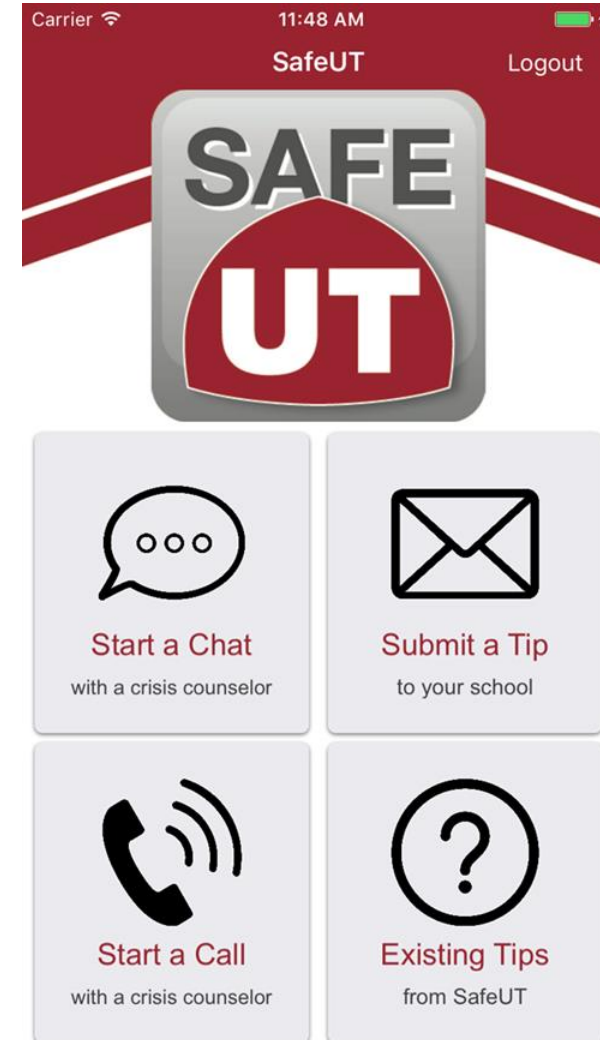 Carrier 11:48 AM
SafeUT Logout
SAFE
UT
Start a Chat
with a crisis counselor
Submit a Tip
to your school
Start a Call
with a crisis counselor
Existing Tips
from SafeUT